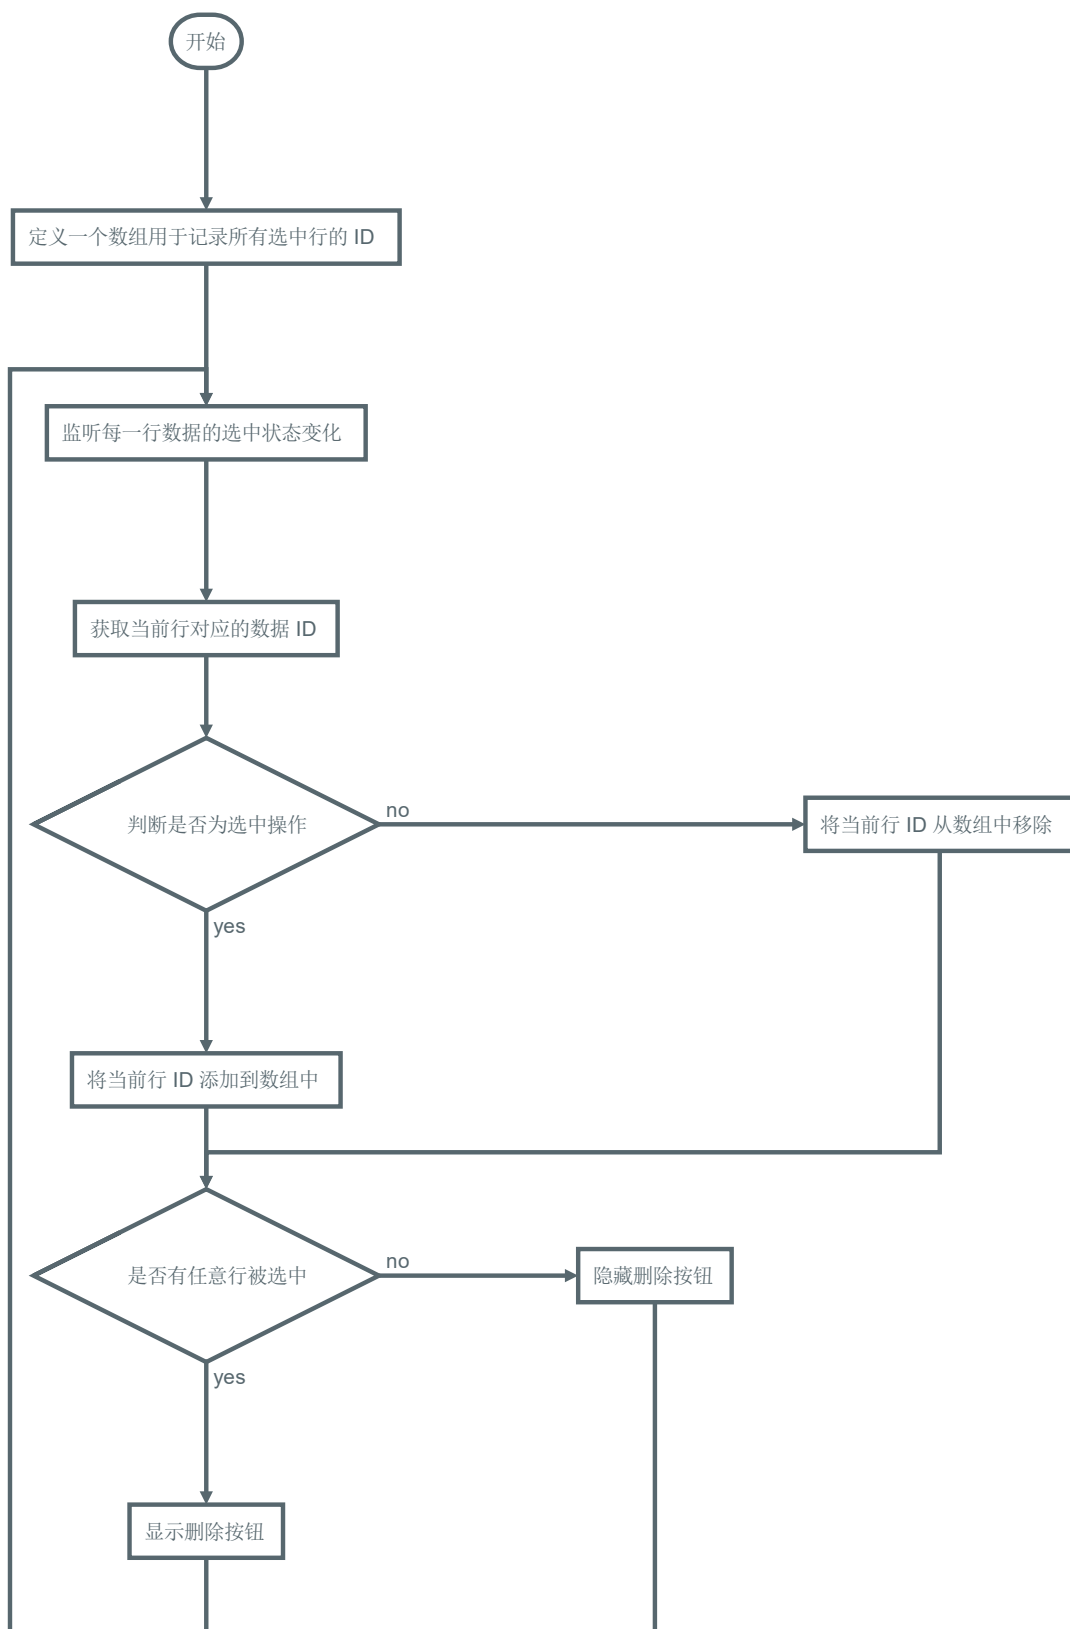 开始
定义一个数组用于记录所有选中行的 ID
监听每一行数据的选中状态变化
获取当前行对应的数据 ID
判断是否为选中操作
no
将当前行 ID 从数组中移除
yes
将当前行 ID 添加到数组中
是否有任意行被选中
no
隐藏删除按钮
yes
显示删除按钮